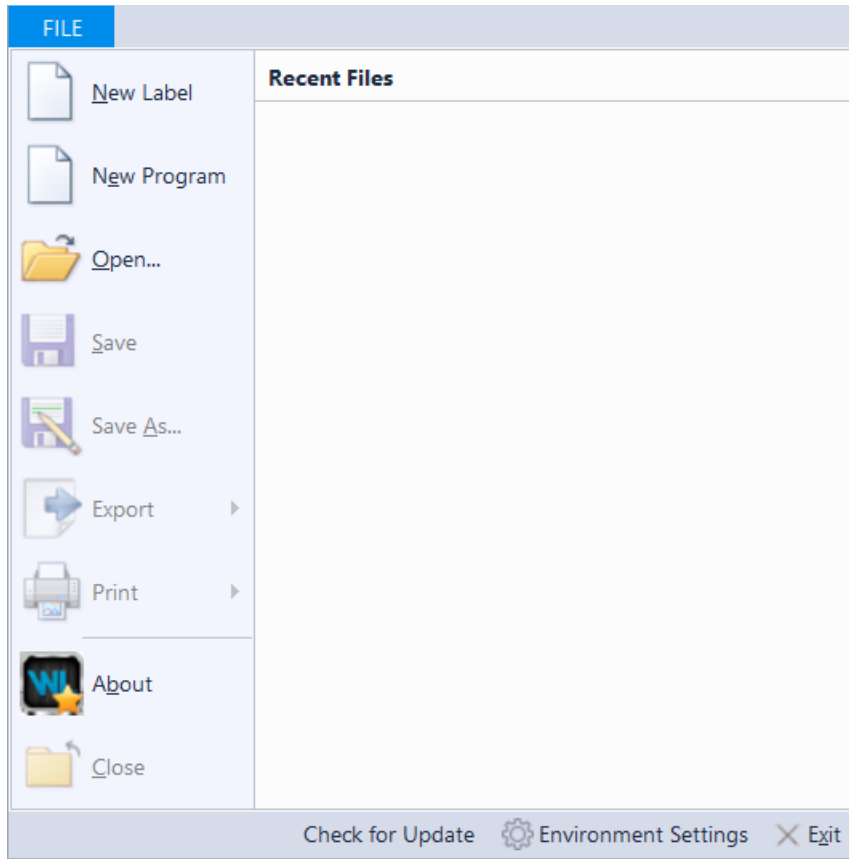 FILE
New Label
New Program
Open...
Save
Save As...
Export
Print
About
Close
Recent Files
Check for Update
Environment Settings
Exit